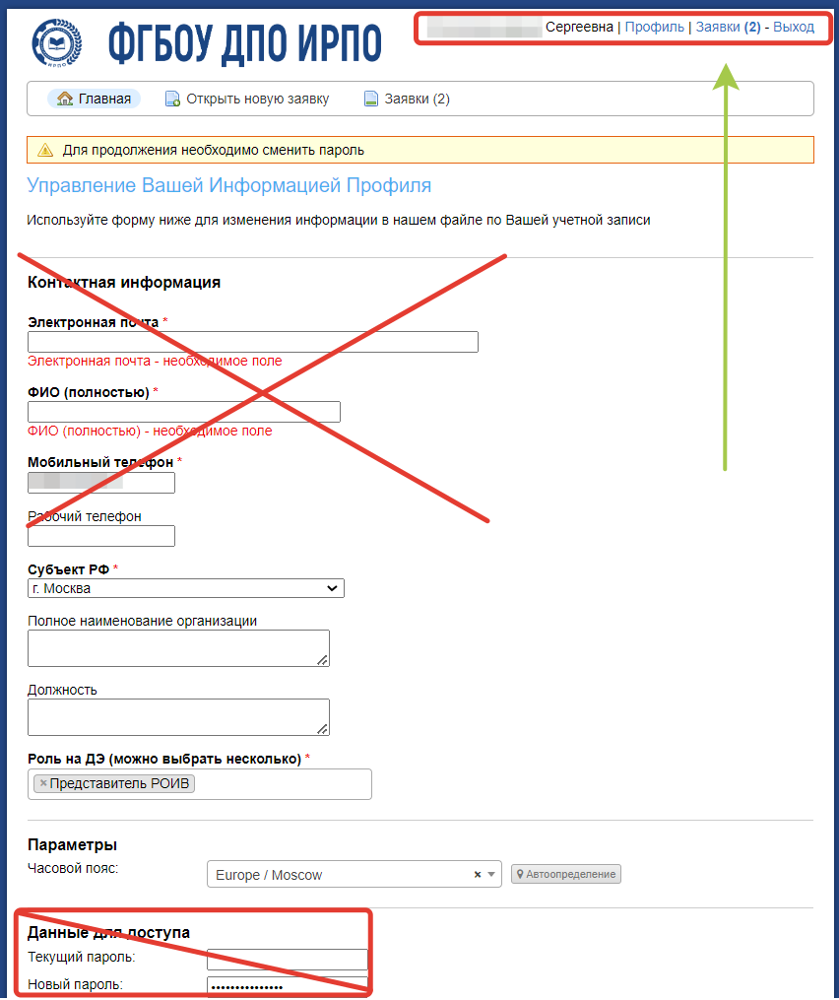 Сергеевна | Профиль | Заявки (2) - Выход
ФГБОУ ДПО ИРПО
ИРПО
Главная Открыть новую заявку Заявки (2)
Для продолжения необходимо сменить пароль
Управление Вашей Информацией Профиля
Используйте форму ниже для изменения информации в нашем файле по Вашей учетной записи
Контактная информация
Электронная почта *
Электронная почта - необходимое поле
ФИО (полностью) *
ФИО (полностью) - необходимое поле
Мобильный телефон *
Рабочий телефон
Субъект РФ *
г. Москва
Полное наименование организации
Должность
Роль на ДЭ (можно выбрать несколько) *
×Представитель РОИВ
Параметры
Часовой пояс:
Europe / Moscow × Автоопределение
Данные для доступа
Текущий пароль:
Новый пароль: •••••••••••••••